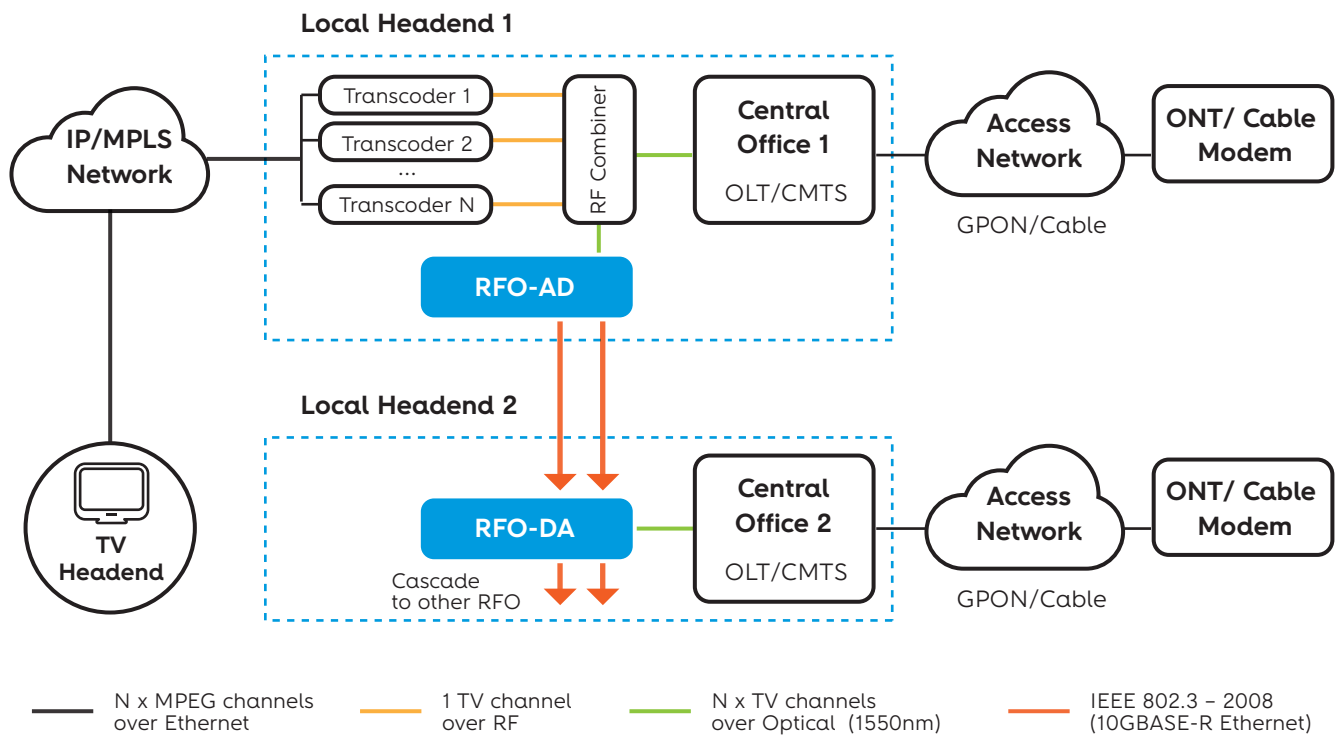 Local Headend 1
IP/MPLS
Network
Transcoder 1
Transcoder 2
...
Transcoder N
RF Combiner
Central
Office 1
OLT/CMTS
Access
Network
GPON/Cable
ONT/ Cable
Modem
RFO-AD
Local Headend 2
TV
Headend
RFO-DA
Cascade
to other RFO
Central
Office 2
OLT/CMTS
Access
Network
GPON/Cable
ONT/ Cable
Modem
N x MPEG channels
over Ethernet
1 TV channel
over RF
N x TV channels
over Optical (1550nm)
IEEE 802.3 – 2008
(10GBASE-R Ethernet)